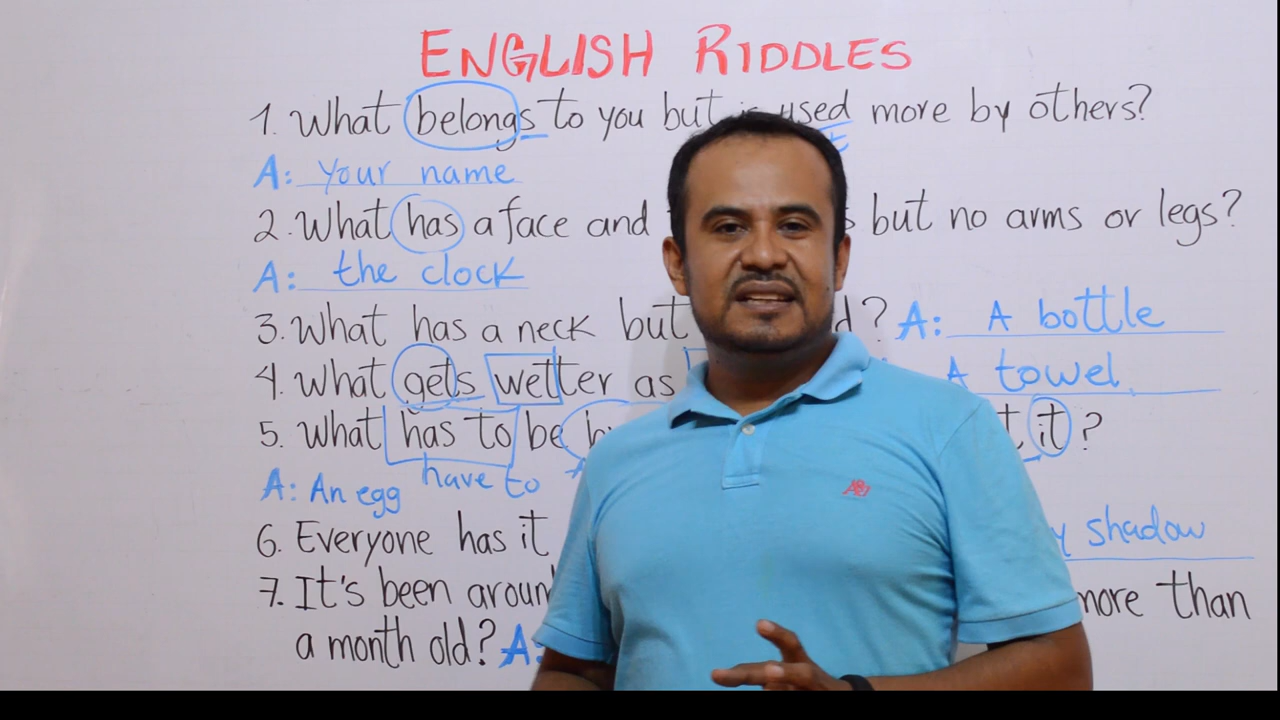 ENGLISH RIDDLES
1. What belongs to you but is used more by others?
A: Your name
2. What has a face and but no arms or legs?
A: the clock
3. What has a neck but ? A: A bottle
4. What gets wetter as A towel
5. What has to be it?
A: An egg have to
6. Everyone has it shadow
7. It's been more than
a month old? A: